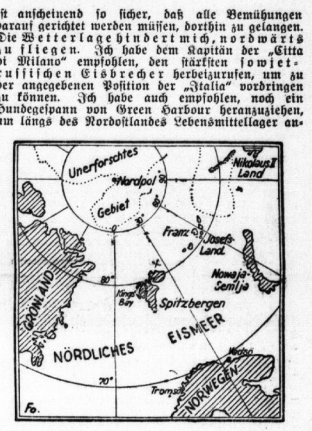 ist anscheinend so sicher, daß alle Bemühungen
darauf gerichtet werden müssen, dorthin zu gelangen.
Die Wetterlage hindert mich, nordwärts
zu fliegen. Ich habe dem Kapitän der „Citta
di Milano“ empfohlen, den stärksten sowjet-
russischen Eisbrecher herbeizurufen, um zu
der angegebenen Position der „Italia“ vordringen
zu können. Ich habe auch empfohlen, noch ein
Hundegespann von Green Harbour heranzuziehen,
um längs des Nordostlandes Lebensmittellager an-
Unerforschtes
Nordpol
Gebiet
Nikolaus II
Land
Franz
Josefs-
Land.
Nowaja-
Semlja
80°
Kings
Bay
Spitzbergen
GRÖNLAND
EISMEER
NÖRDLICHES
70°
Tromsö
NORWEGEN
Fo.